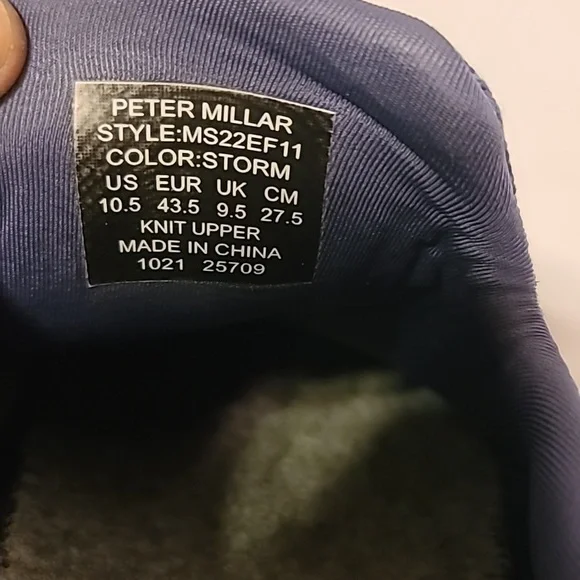 PETER MILLAR
STYLE:MS22EF11
COLOR:STORM
US EUR UK CM
10.5 43.5 9.5 27.5
KNIT UPPER
MADE IN CHINA
1021 25709